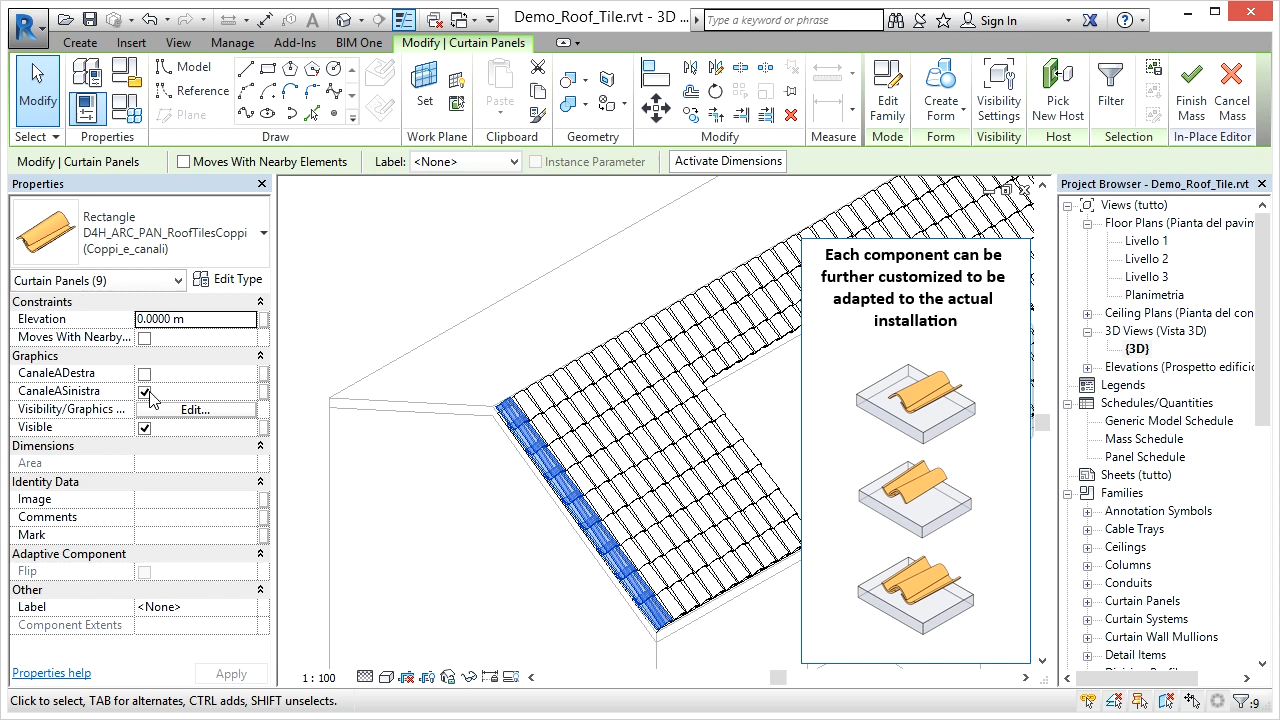 Demo_Roof_Tile.rvt - 3D ...
Type a keyword or phrase
Sign In
Create
Insert
View
Manage
Add-Ins
BIM One
Modify | Curtain Panels
Modify
Model
Reference
Plane
Set
Paste
Edit
Family
Create
Form
Visibility
Settings
Pick
New Host
Filter
Finish
Mass
Cancel
Mass
Select
Properties
Draw
Work Plane
Clipboard
Geometry
Modify
Measure
Mode
Form
Visibility
Host
Selection
In-Place Editor
Modify | Curtain Panels
Moves With Nearby Elements
Label:
<None>
Instance Parameter
Activate Dimensions
Properties
Rectangle
D4H_ARC_PAN_RoofTilesCoppi
(Coppi_e_canali)
Curtain Panels (9)
Edit Type
Constraints
Elevation 0.0000 m
Moves With Nearby...
Graphics
CanaleADestra
CanaleASinistra
Visibility/Graphics ... Edit...
Visible
Dimensions
Area
Identity Data
Image
Comments
Mark
Adaptive Component
Flip
Other
Label <None>
Component Extents
Properties help
Apply
Each component can be
further customized to be
adapted to the actual
installation
1 : 100
Project Browser - Demo_Roof_Tile.rvt
Views (tutto)
Floor Plans (Pianta del pavim
Livello 1
Livello 2
Livello 3
Planimetria
Ceiling Plans (Pianta del con
3D Views (Vista 3D)
{3D}
Elevations (Prospetto edificio
Legends
Schedules/Quantities
Generic Model Schedule
Mass Schedule
Panel Schedule
Sheets (tutto)
Families
Annotation Symbols
Cable Trays
Ceilings
Columns
Conduits
Curtain Panels
Curtain Systems
Curtain Wall Mullions
Detail Items
Click to select, TAB for alternates, CTRL adds, SHIFT unselects.
:9